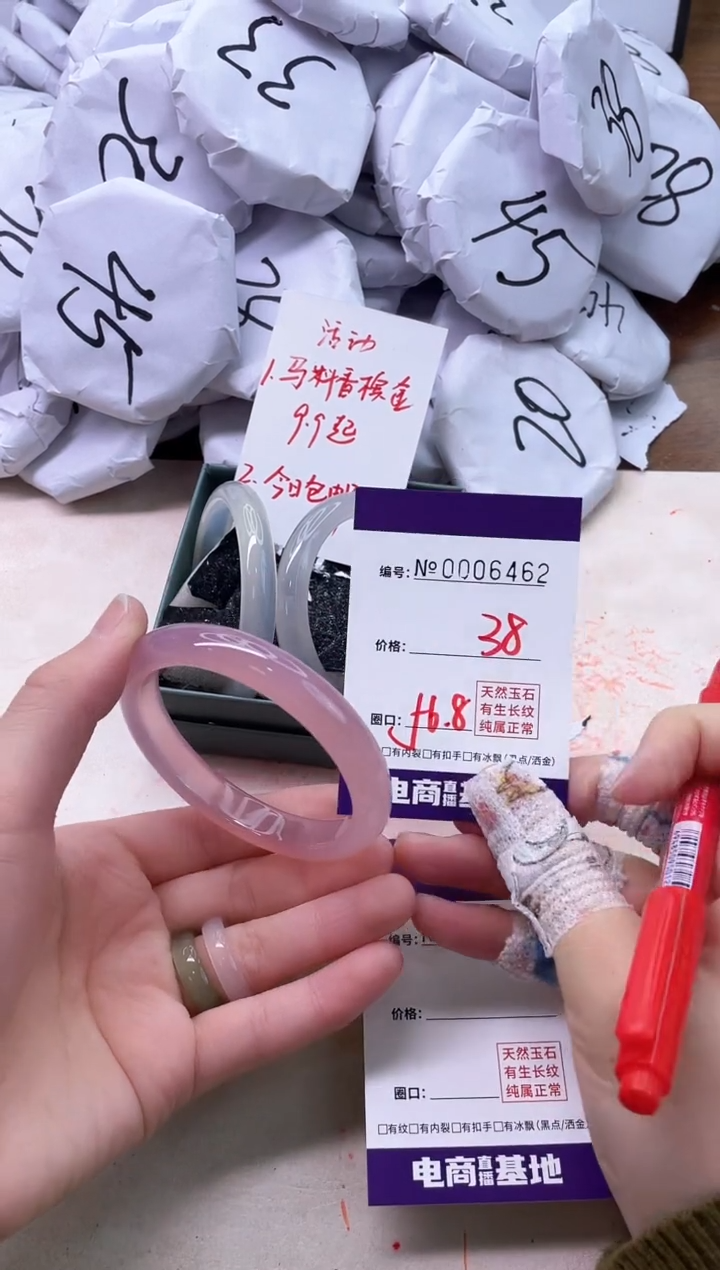 33
32
38
78
45
45
20
活动
1.马料香槟金
9.9起
2.今日包邮
编号:№0006462
价格: 38
圈口: 46.8
天然玉石
有生长纹
纯属正常
□有内裂□有扣手□有冰飘(黑点/洒金)
电商直播基
编号:
价格:
圈口:
天然玉石
有生长纹
纯属正常
□有纹□有内裂□有扣手□有冰飘(黑点/洒金
电商直播基地